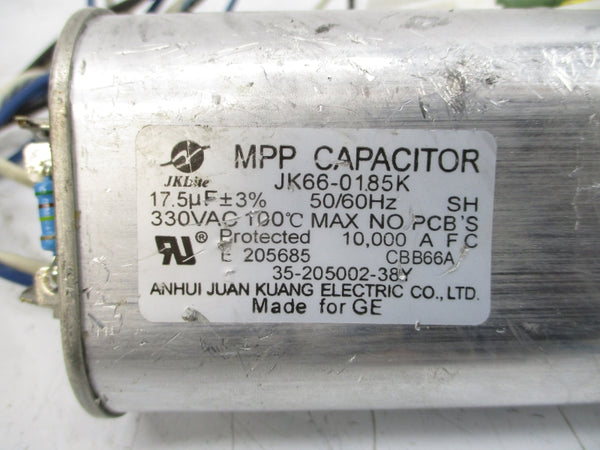 MPP CAPACITOR
JKLite
JK66-0185K
17.5µF±3% 50/60Hz SH
330VAC 100℃ MAX NO PCB'S
® Protected 10,000 A F C
E 205685 CBB66A
35-205002-38Y
ANHUI JUAN KUANG ELECTRIC CO., LTD.
Made for GE